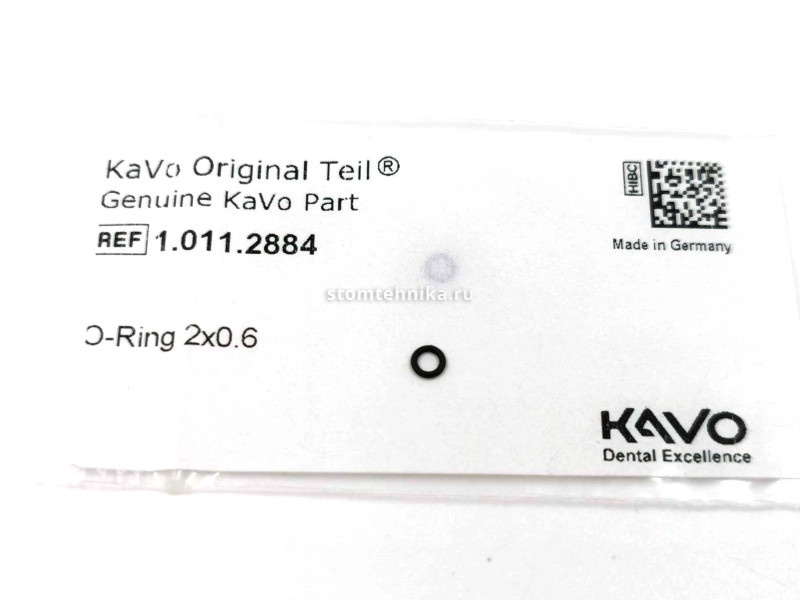 KaVo Original Teil®
Genuine KaVo Part
REF 1.011.2884
HIBC
Made in Germany
stomtehnika.ru
O-Ring 2x0.6
KAVO
Dental Excellence